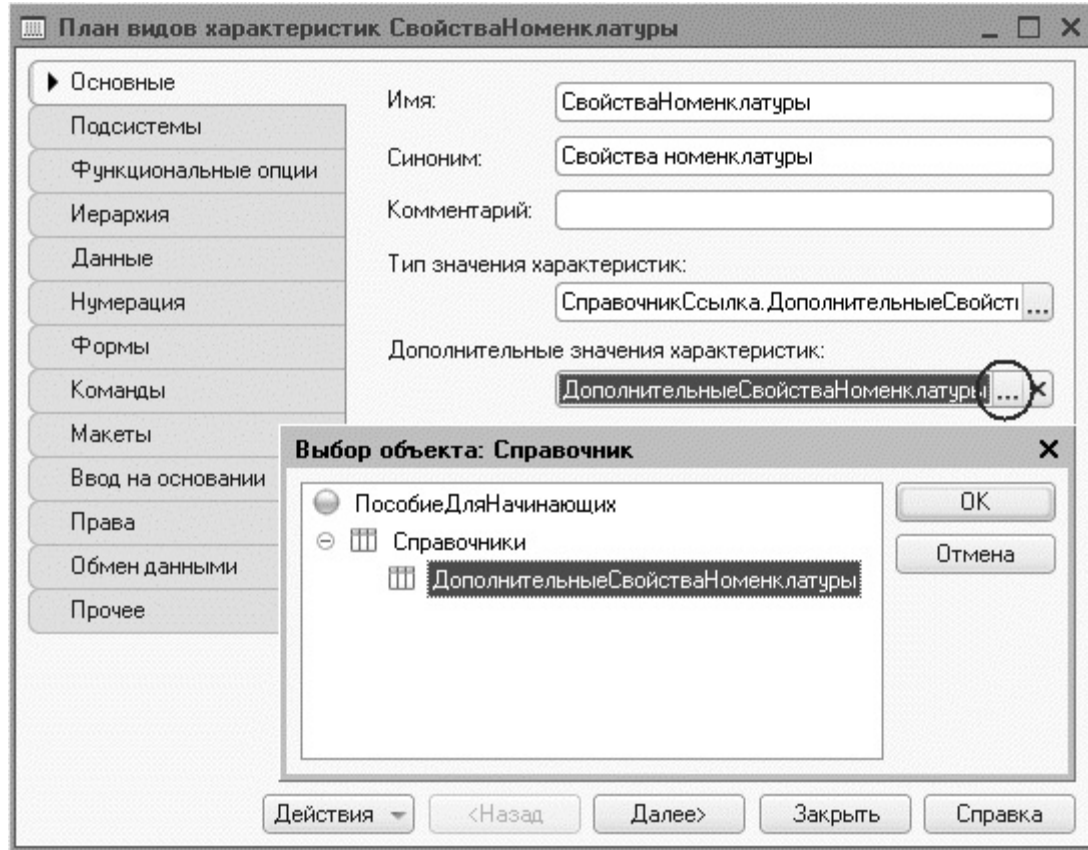 План видов характеристик СвойстваНоменклатуры
Основные
Подсистемы
Функциональные опции
Иерархия
Данные
Нумерация
Формы
Команды
Макеты
Ввод на основании
Права
Обмен данными
Прочее
Имя: СвойстваНоменклатуры
Синоним: Свойства номенклатуры
Комментарий:
Тип значения характеристик:
СправочникСсылка.ДополнительныеСвойсті ...
Дополнительные значения характеристик:
ДополнительныеСвойстваНоменклатуры ...
Выбор объекта: Справочник
ПособиеДляНачинающих
Справочники
ДополнительныеСвойстваНоменклатуры
ОК
Отмена
Действия <Назад Далее> Закрыть Справка